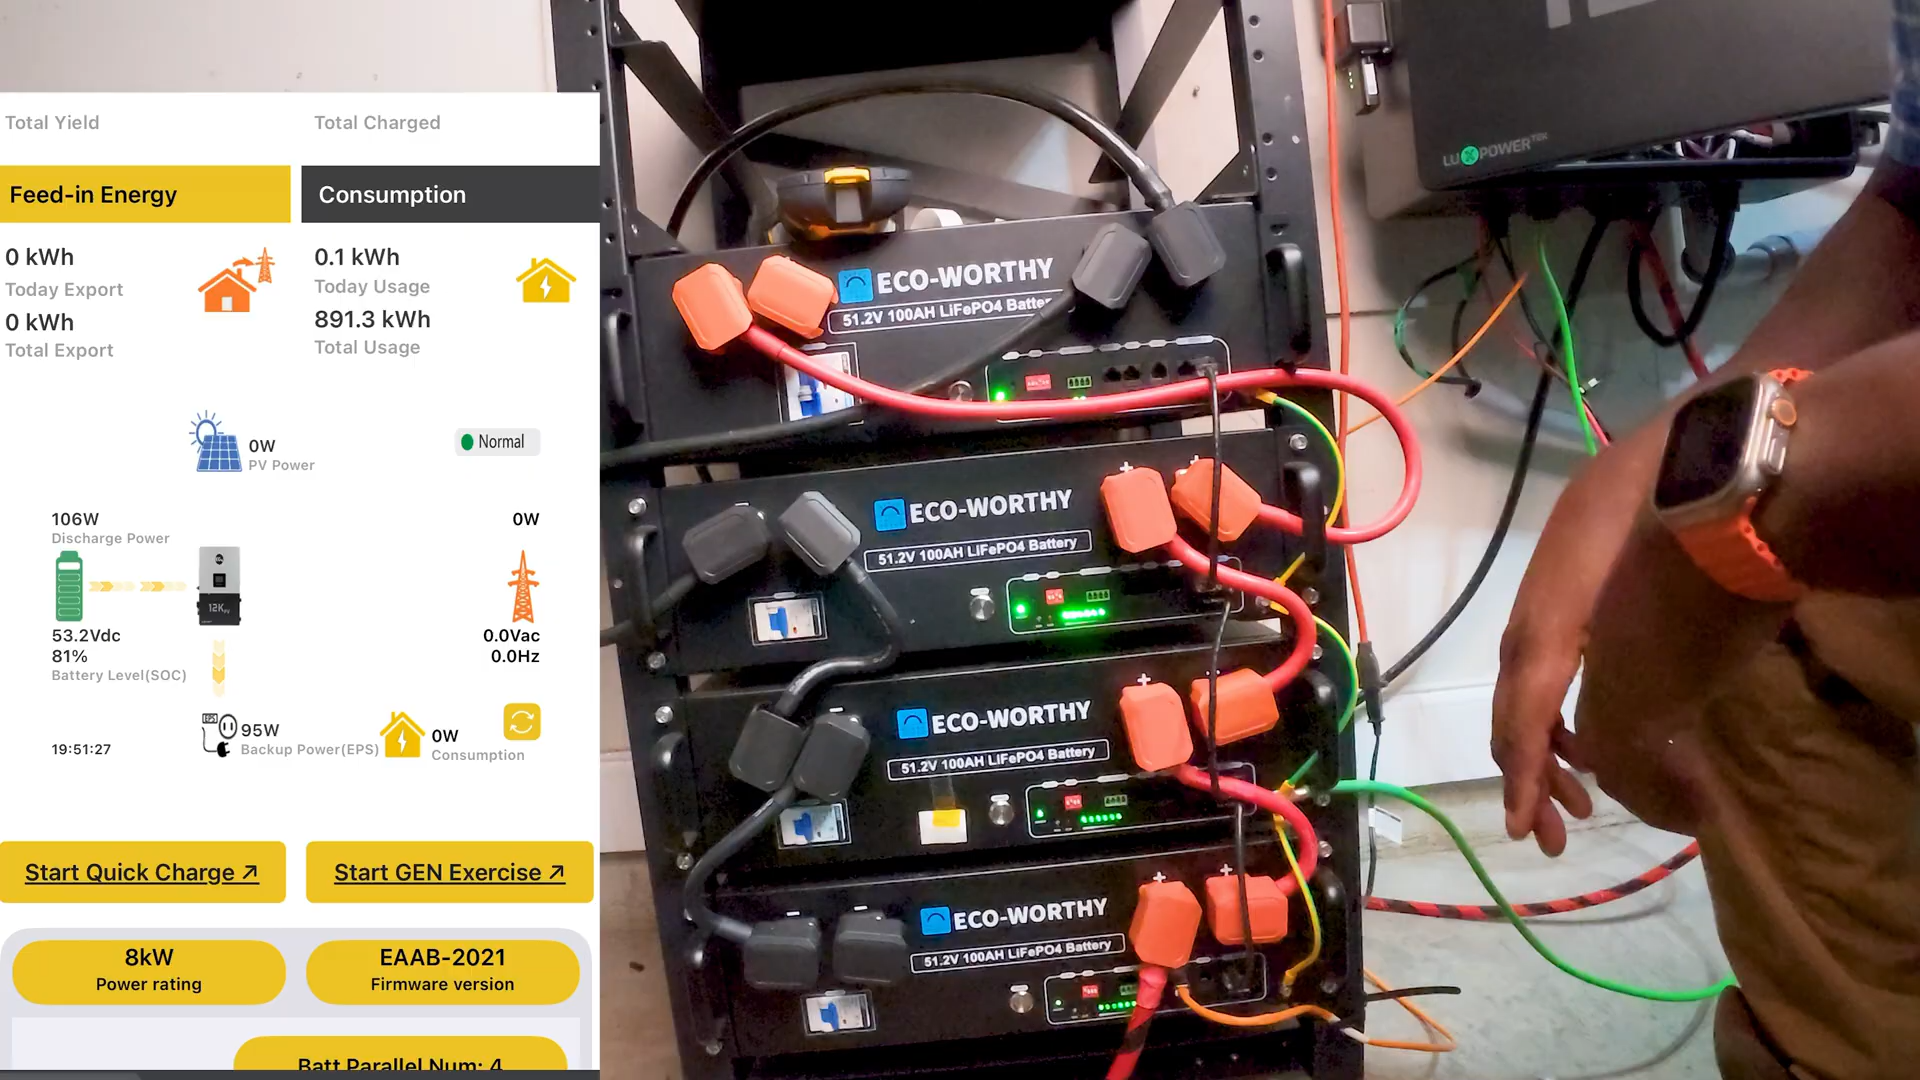 Total Yield
Total Charged
Feed-in Energy
Consumption
0 kWh
Today Export
0 kWh
Total Export
0.1 kWh
Today Usage
891.3 kWh
Total Usage
0W
PV Power
Normal
106W
Discharge Power
0W
12K PV
53.2Vdc
81%
Battery Level(SOC)
0.0Vac
0.0Hz
EPS
95W
Backup Power(EPS)
0W
Consumption
19:51:27
Start Quick Charge ↗
Start GEN Exercise ↗
8kW
Power rating
EAAB-2021
Firmware version
Batt Parallel Num: 4
LUXPOWERTEK
ECO-WORTHY
51.2V 100AH LiFePO4 Batter
ECO-WORTHY
51.2V 100AH LiFePO4 Battery
ECO-WORTHY
51.2V 100AH LiFePO4 Battery
ECO-WORTHY
51.2V 100AH LiFePO4 Battery